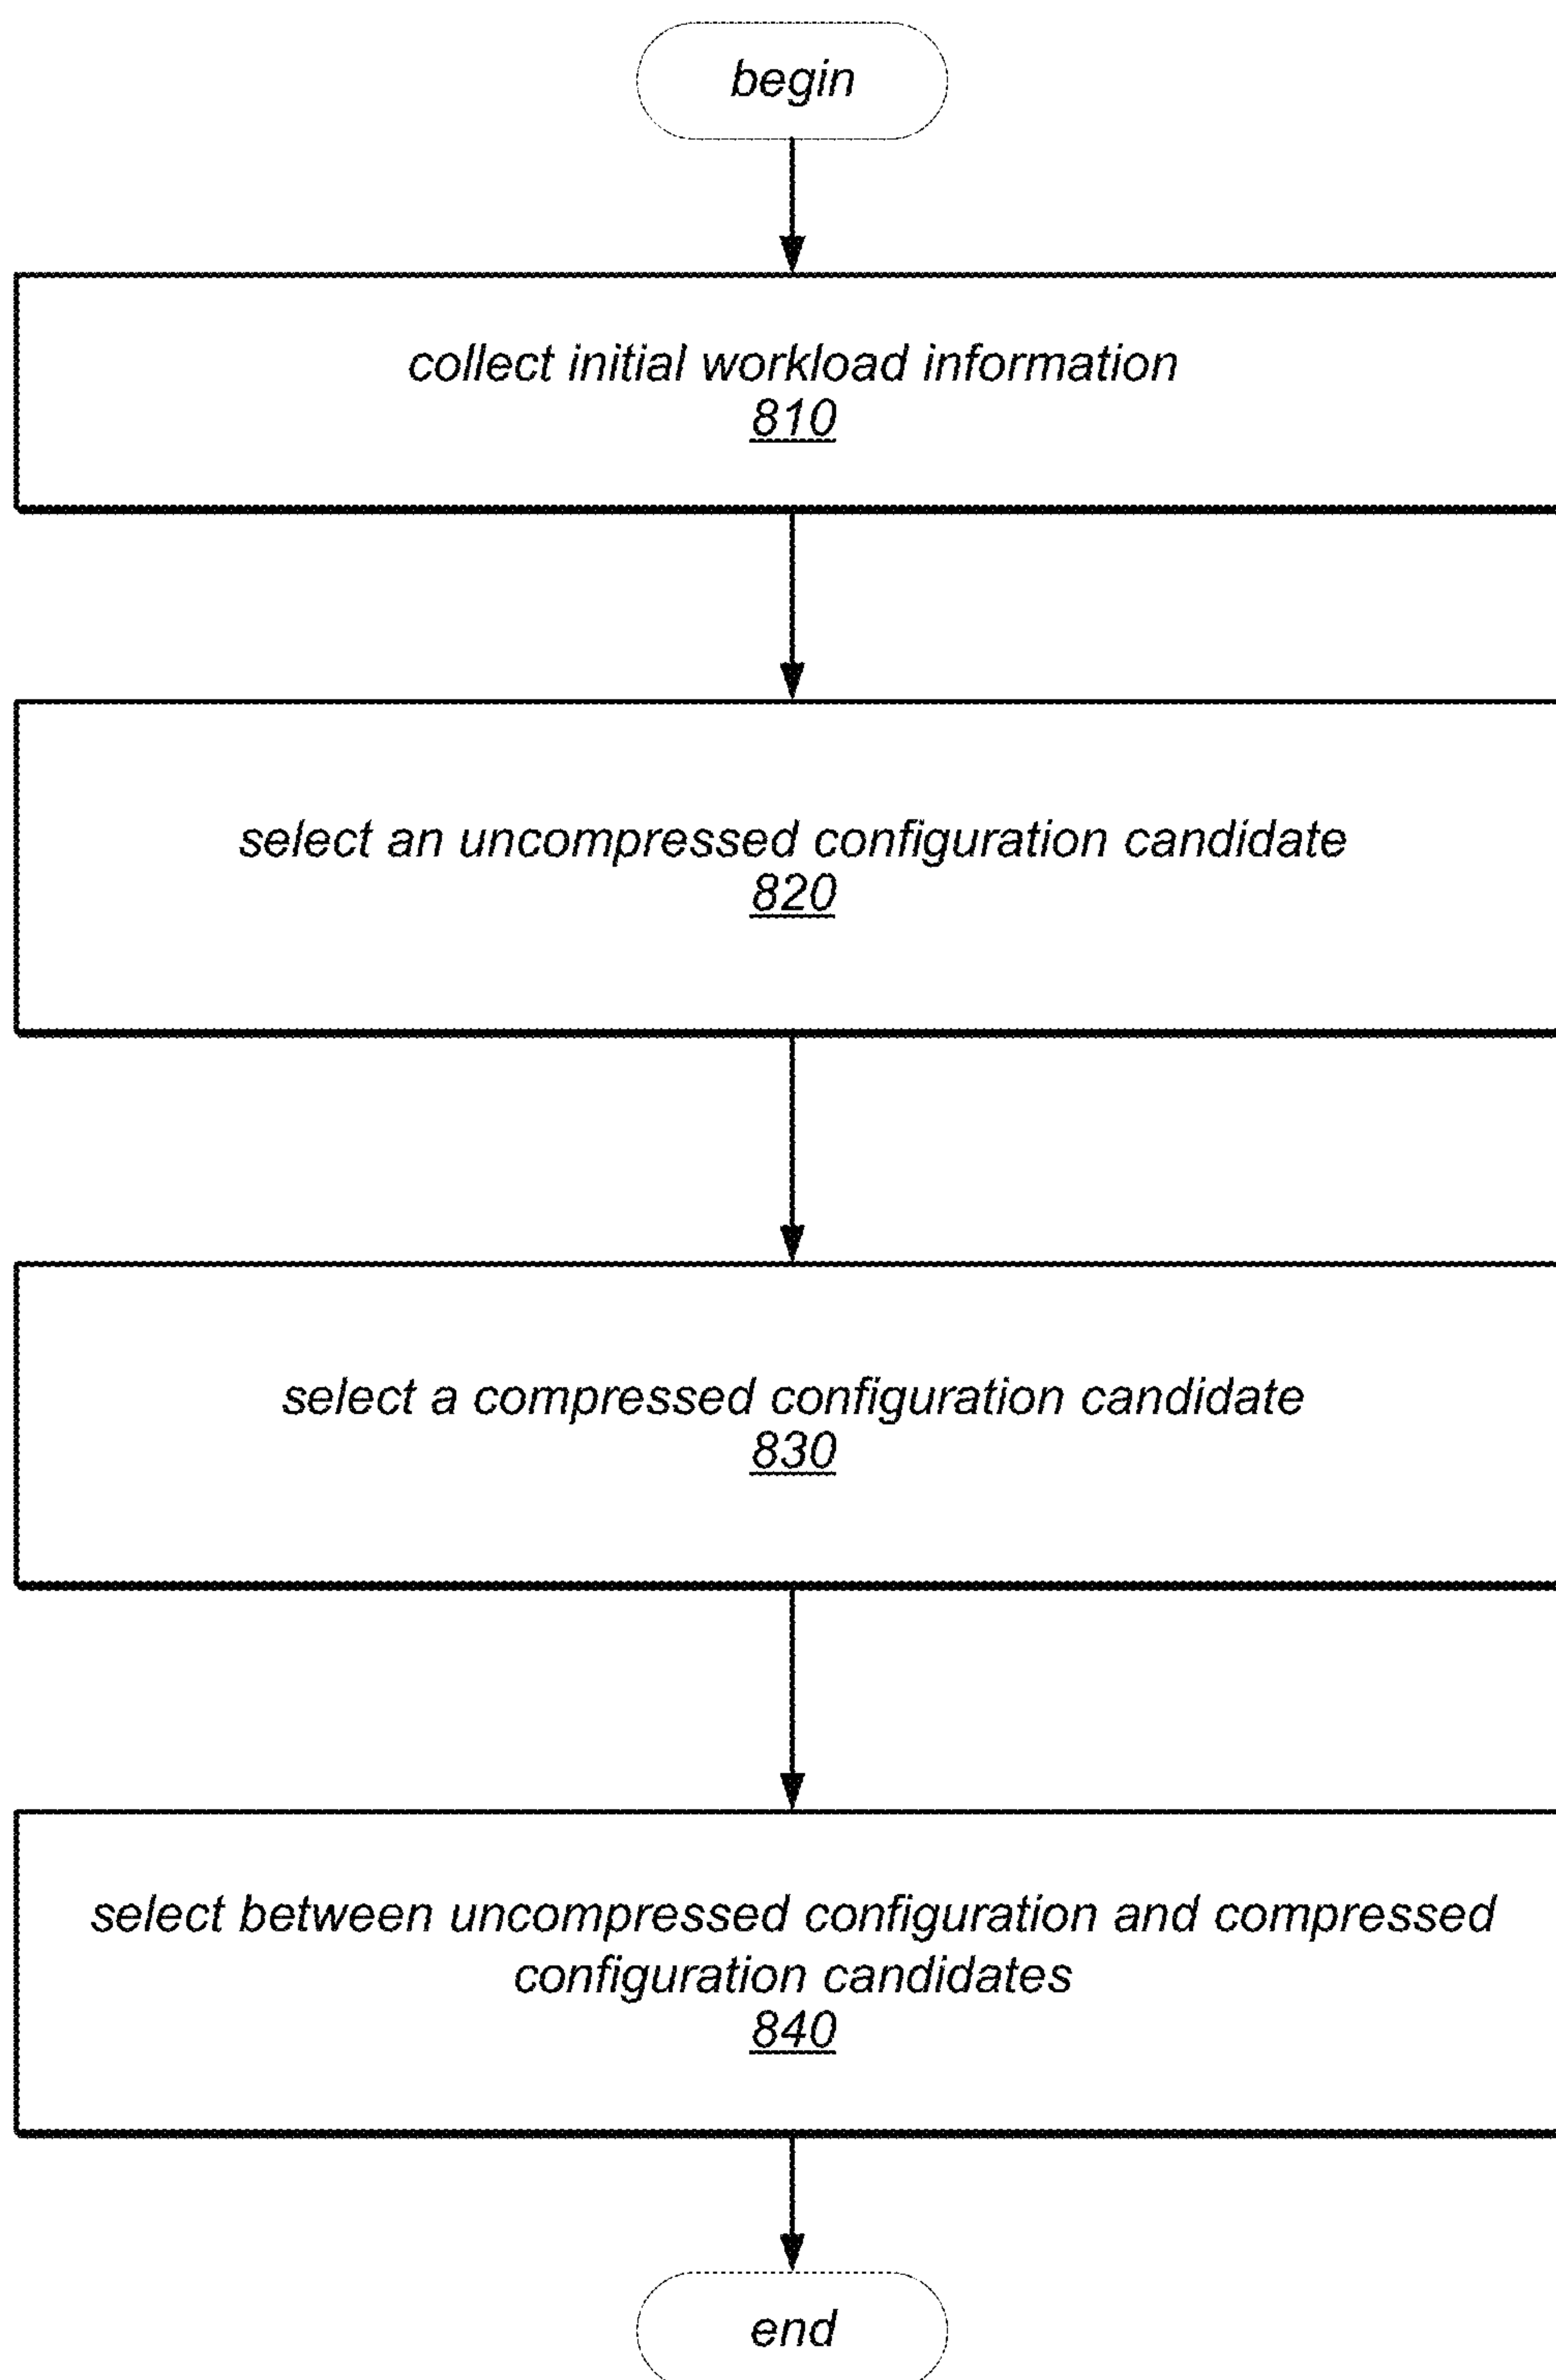 begin
collect initial workload information
810
select an uncompressed configuration candidate
820
select a compressed configuration candidate
830
select between uncompressed configuration and compressed
configuration candidates
840
end